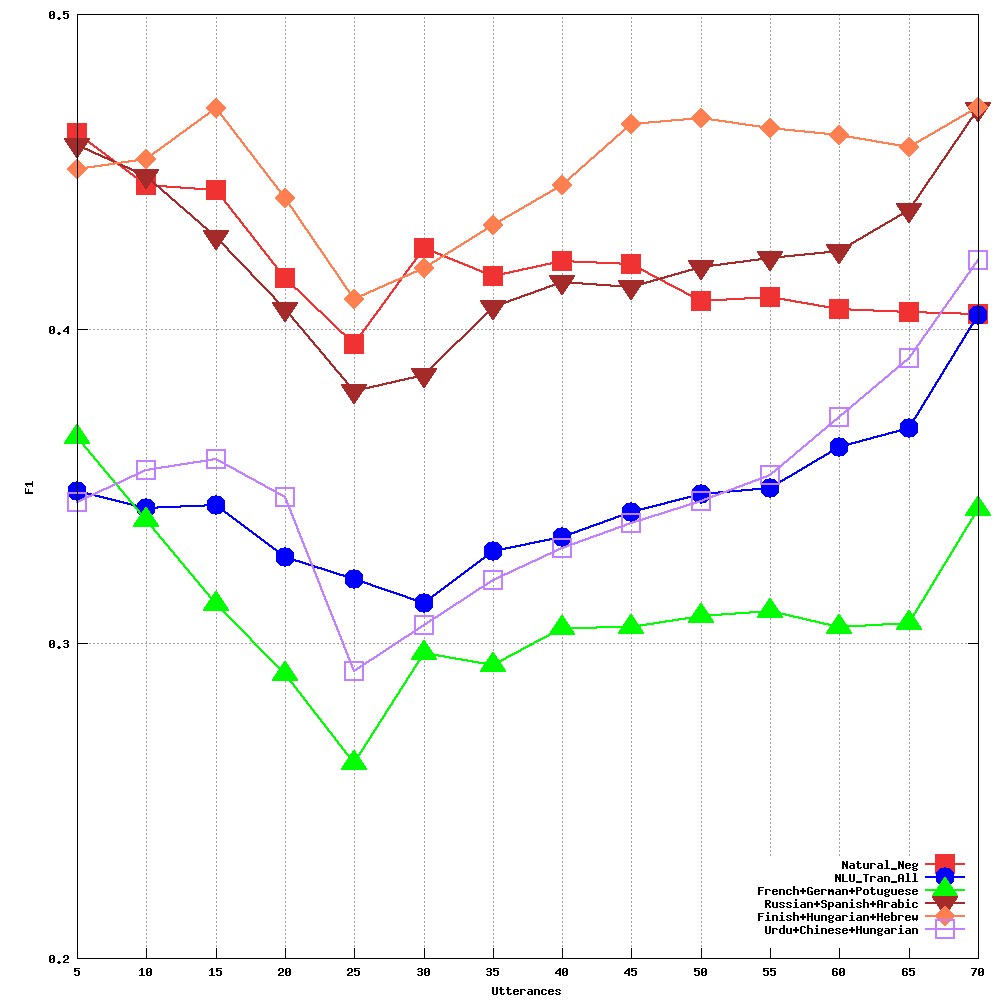 0.5
0.4
F1
0.3
Natural_Neg
NLU_Tran_All
French+German+Potuguese
Russian+Spanish+Arabic
Finish+Hungarian+Hebrew
Urdu+Chinese+Hungarian
0.2
5 10 15 20 25 30 35 40 45 50 55 60 65 70
Utterances